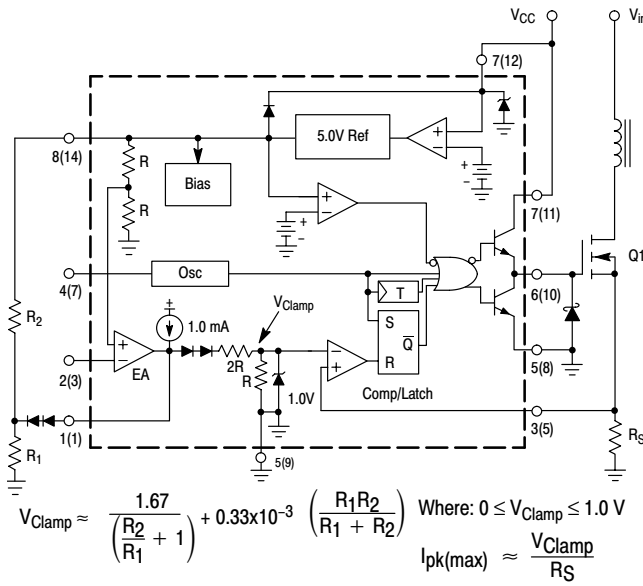 VCC
Vin
7(12)
5.0V Ref
+
−
+
−
8(14)
R
Bias
R
+
−
+
−
7(11)
Q1
4(7)
Osc
6(10)
T
+
VClamp
R2
1.0 mA
S
Q̅
R
+
−
2R
−
+
5(8)
2(3)
EA
R
1.0V
Comp/Latch
1(1)
3(5)
R1
5(9)
RS
VClamp ≈ 1.67 / (R2/R1 + 1) + 0.33x10⁻³ (R1R2 / R1 + R2) Where: 0 ≤ VClamp ≤ 1.0 V
Ipk(max) ≈ VClamp / RS